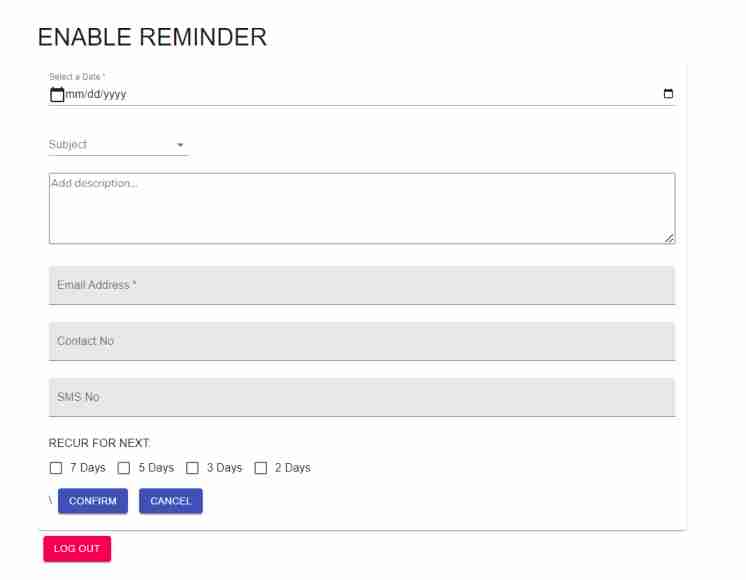 ENABLE REMINDER
Select a Date *
mm/dd/yyyy
Subject
Add description...
Email Address *
Contact No
SMS No
RECUR FOR NEXT:
7 Days 5 Days 3 Days 2 Days
\ CONFIRM CANCEL
LOG OUT